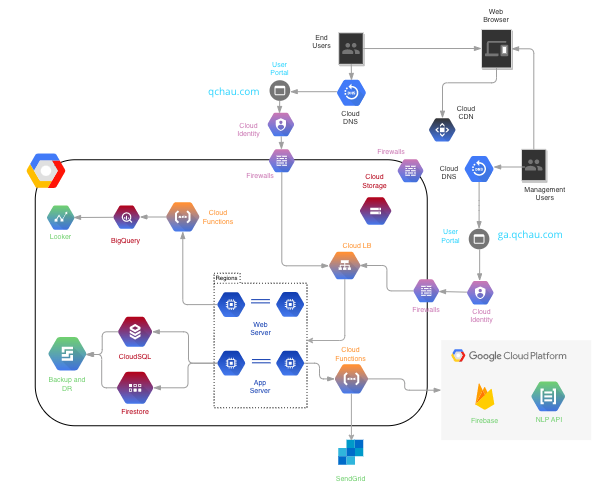 Web
Browser
End
Users
User
Portal
qchau.com
Cloud
DNS
Cloud
CDN
Cloud
Identity
Firewalls
Firewalls
Cloud
DNS
Management
Users
Cloud
Storage
Looker
BigQuery
Cloud
Functions
User
Portal
ga.qchau.com
Cloud LB
Regions
Firewalls
Cloud
Identity
Web
Server
CloudSQL
Cloud
Functions
Google Cloud Platform
Backup and
DR
App
Server
Firestore
Firebase
NLP API
SendGrid